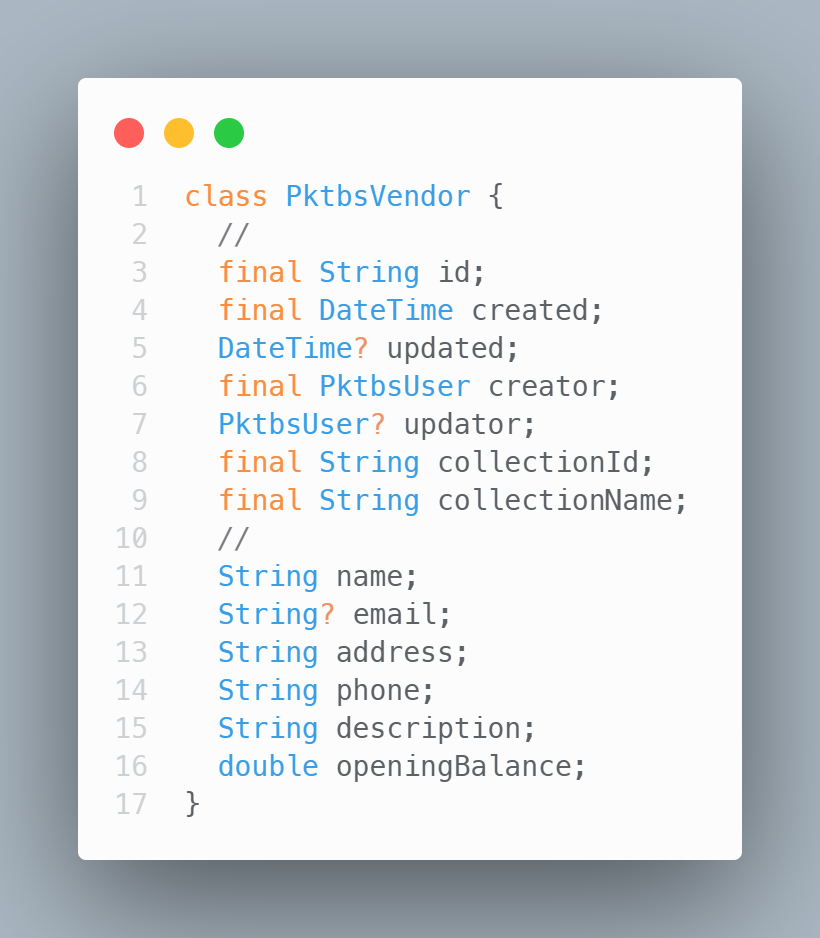 1 class PktbsVendor {
2 //
3 final String id;
4 final DateTime created;
5 DateTime? updated;
6 final PktbsUser creator;
7 PktbsUser? updator;
8 final String collectionId;
9 final String collectionName;
10 //
11 String name;
12 String? email;
13 String address;
14 String phone;
15 String description;
16 double openingBalance;
17 }